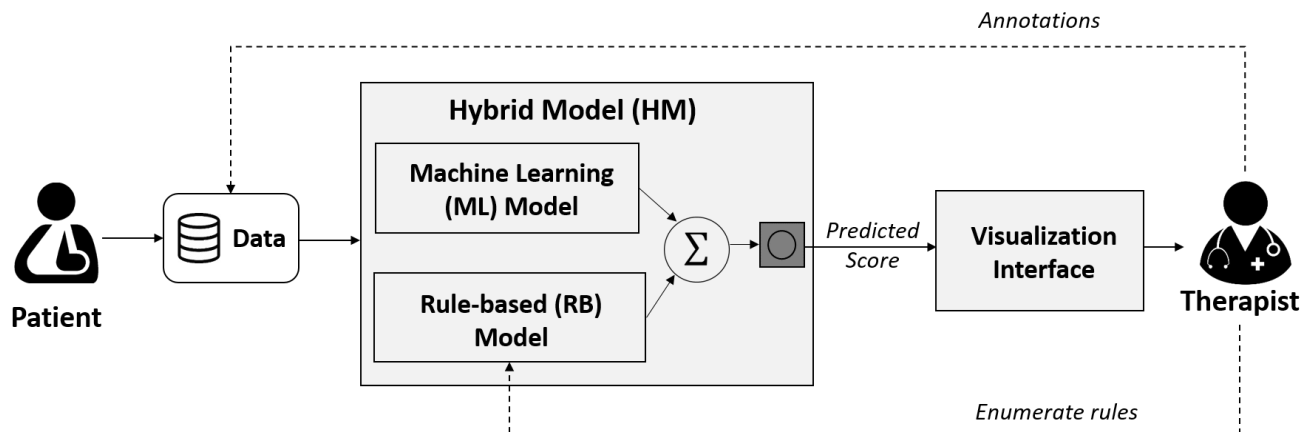 Annotations
Hybrid Model (HM)
Machine Learning
(ML) Model
Data
Σ
Predicted
Score
Visualization
Interface
Rule-based (RB)
Model
Patient
Therapist
Enumerate rules